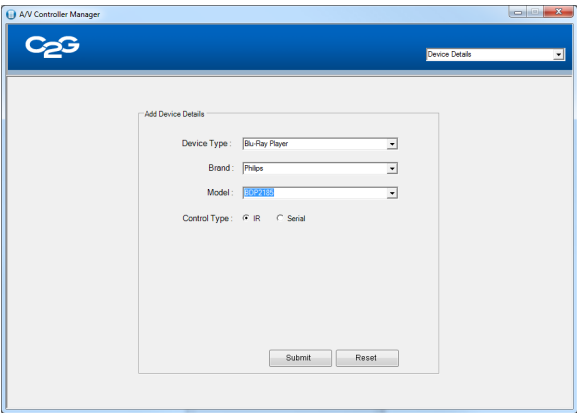 A/V Controller Manager
C2G
Device Details
Add Device Details
Device Type : Blu-Ray Player
Brand : Philips
Model : BDP2185
Control Type : IR Serial
Submit Reset